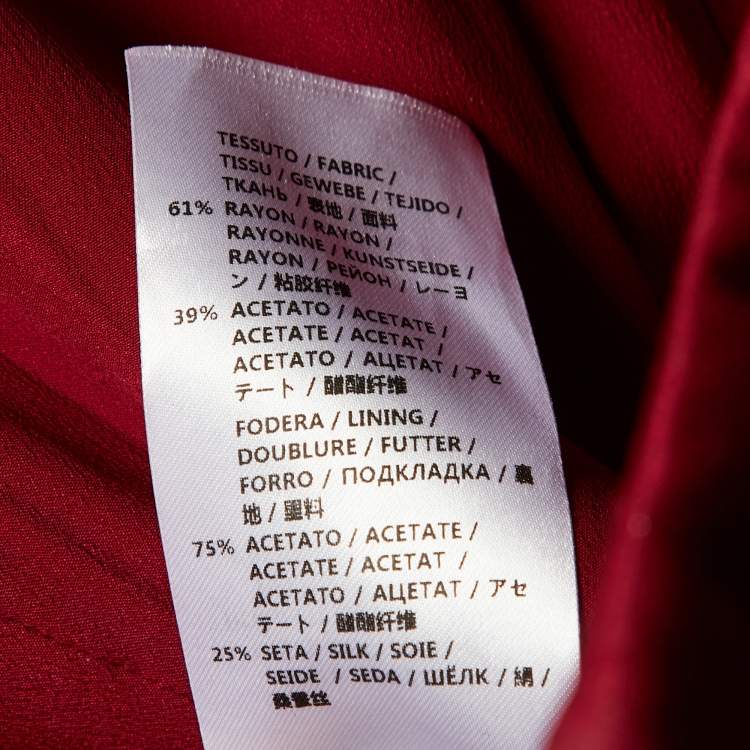 TESSUTO / FABRIC /
TISSU / GEWEBE / TEJIDO /
ТКАНЬ / 表地 / 面料
61% RAYON / RAYON /
RAYONNE / KUNSTSEIDE /
RAYON / РЕЙОН / レーヨ
ン / 粘胶纤维
39% ACETATO / ACETATE /
ACETATE / ACETAT /
ACETATO / АЦЕТАТ / アセ
テート / 醋酯纤维
FODERA / LINING /
DOUBLURE / FUTTER /
FORRO / ПОДКЛАДКА / 裏
地 / 里料
75% ACETATO / ACETATE /
ACETATE / ACETAT /
ACETATO / АЦЕТАТ / アセ
テート / 醋酯纤维
25% SETA / SILK / SOIE /
SEIDE / SEDA / ШЁЛК / 絹 /
桑蚕丝